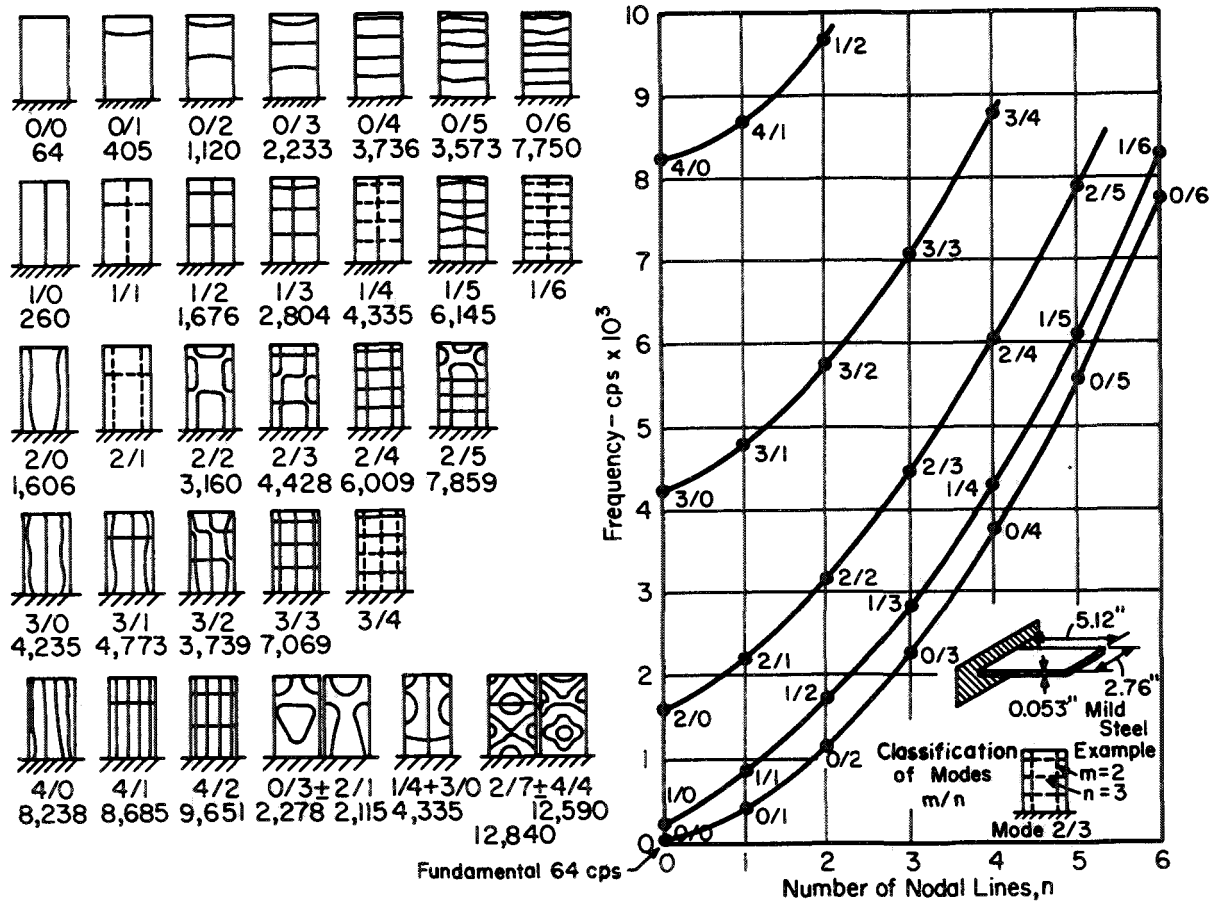 0/0 0/1 0/2 0/3 0/4 0/5 0/6
64 405 1,120 2,233 3,736 3,573 7,750
1/0 1/1 1/2 1/3 1/4 1/5 1/6
260 1,676 2,804 4,335 6,145
2/0 2/1 2/2 2/3 2/4 2/5
1,606 3,160 4,428 6,009 7,859
3/0 3/1 3/2 3/3 3/4
4,235 4,773 3,739 7,069
4/0 4/1 4/2 0/3±2/1 1/4+3/0 2/7±4/4
8,238 8,685 9,651 2,278 2,115 4,335 12,590
12,840
Fundamental 64 cps
Frequency–cps x 10³
10
9
8
7
6
5
4
3
2
1
0
1/2
4/1
4/0
3/4
3/3
3/2
3/1
3/0
2/5
2/4
2/3
2/2
2/1
2/0
1/6
1/5
1/4
1/3
1/2
1/1
1/0
0/6
0/5
0/4
0/3
0/2
0/1
0/0
5.12"
2.76"
0.053" Mild
Steel
Classification
of Modes
m/n
Example
m=2
n=3
Mode 2/3
0 1 2 3 4 5 6
Number of Nodal Lines,n